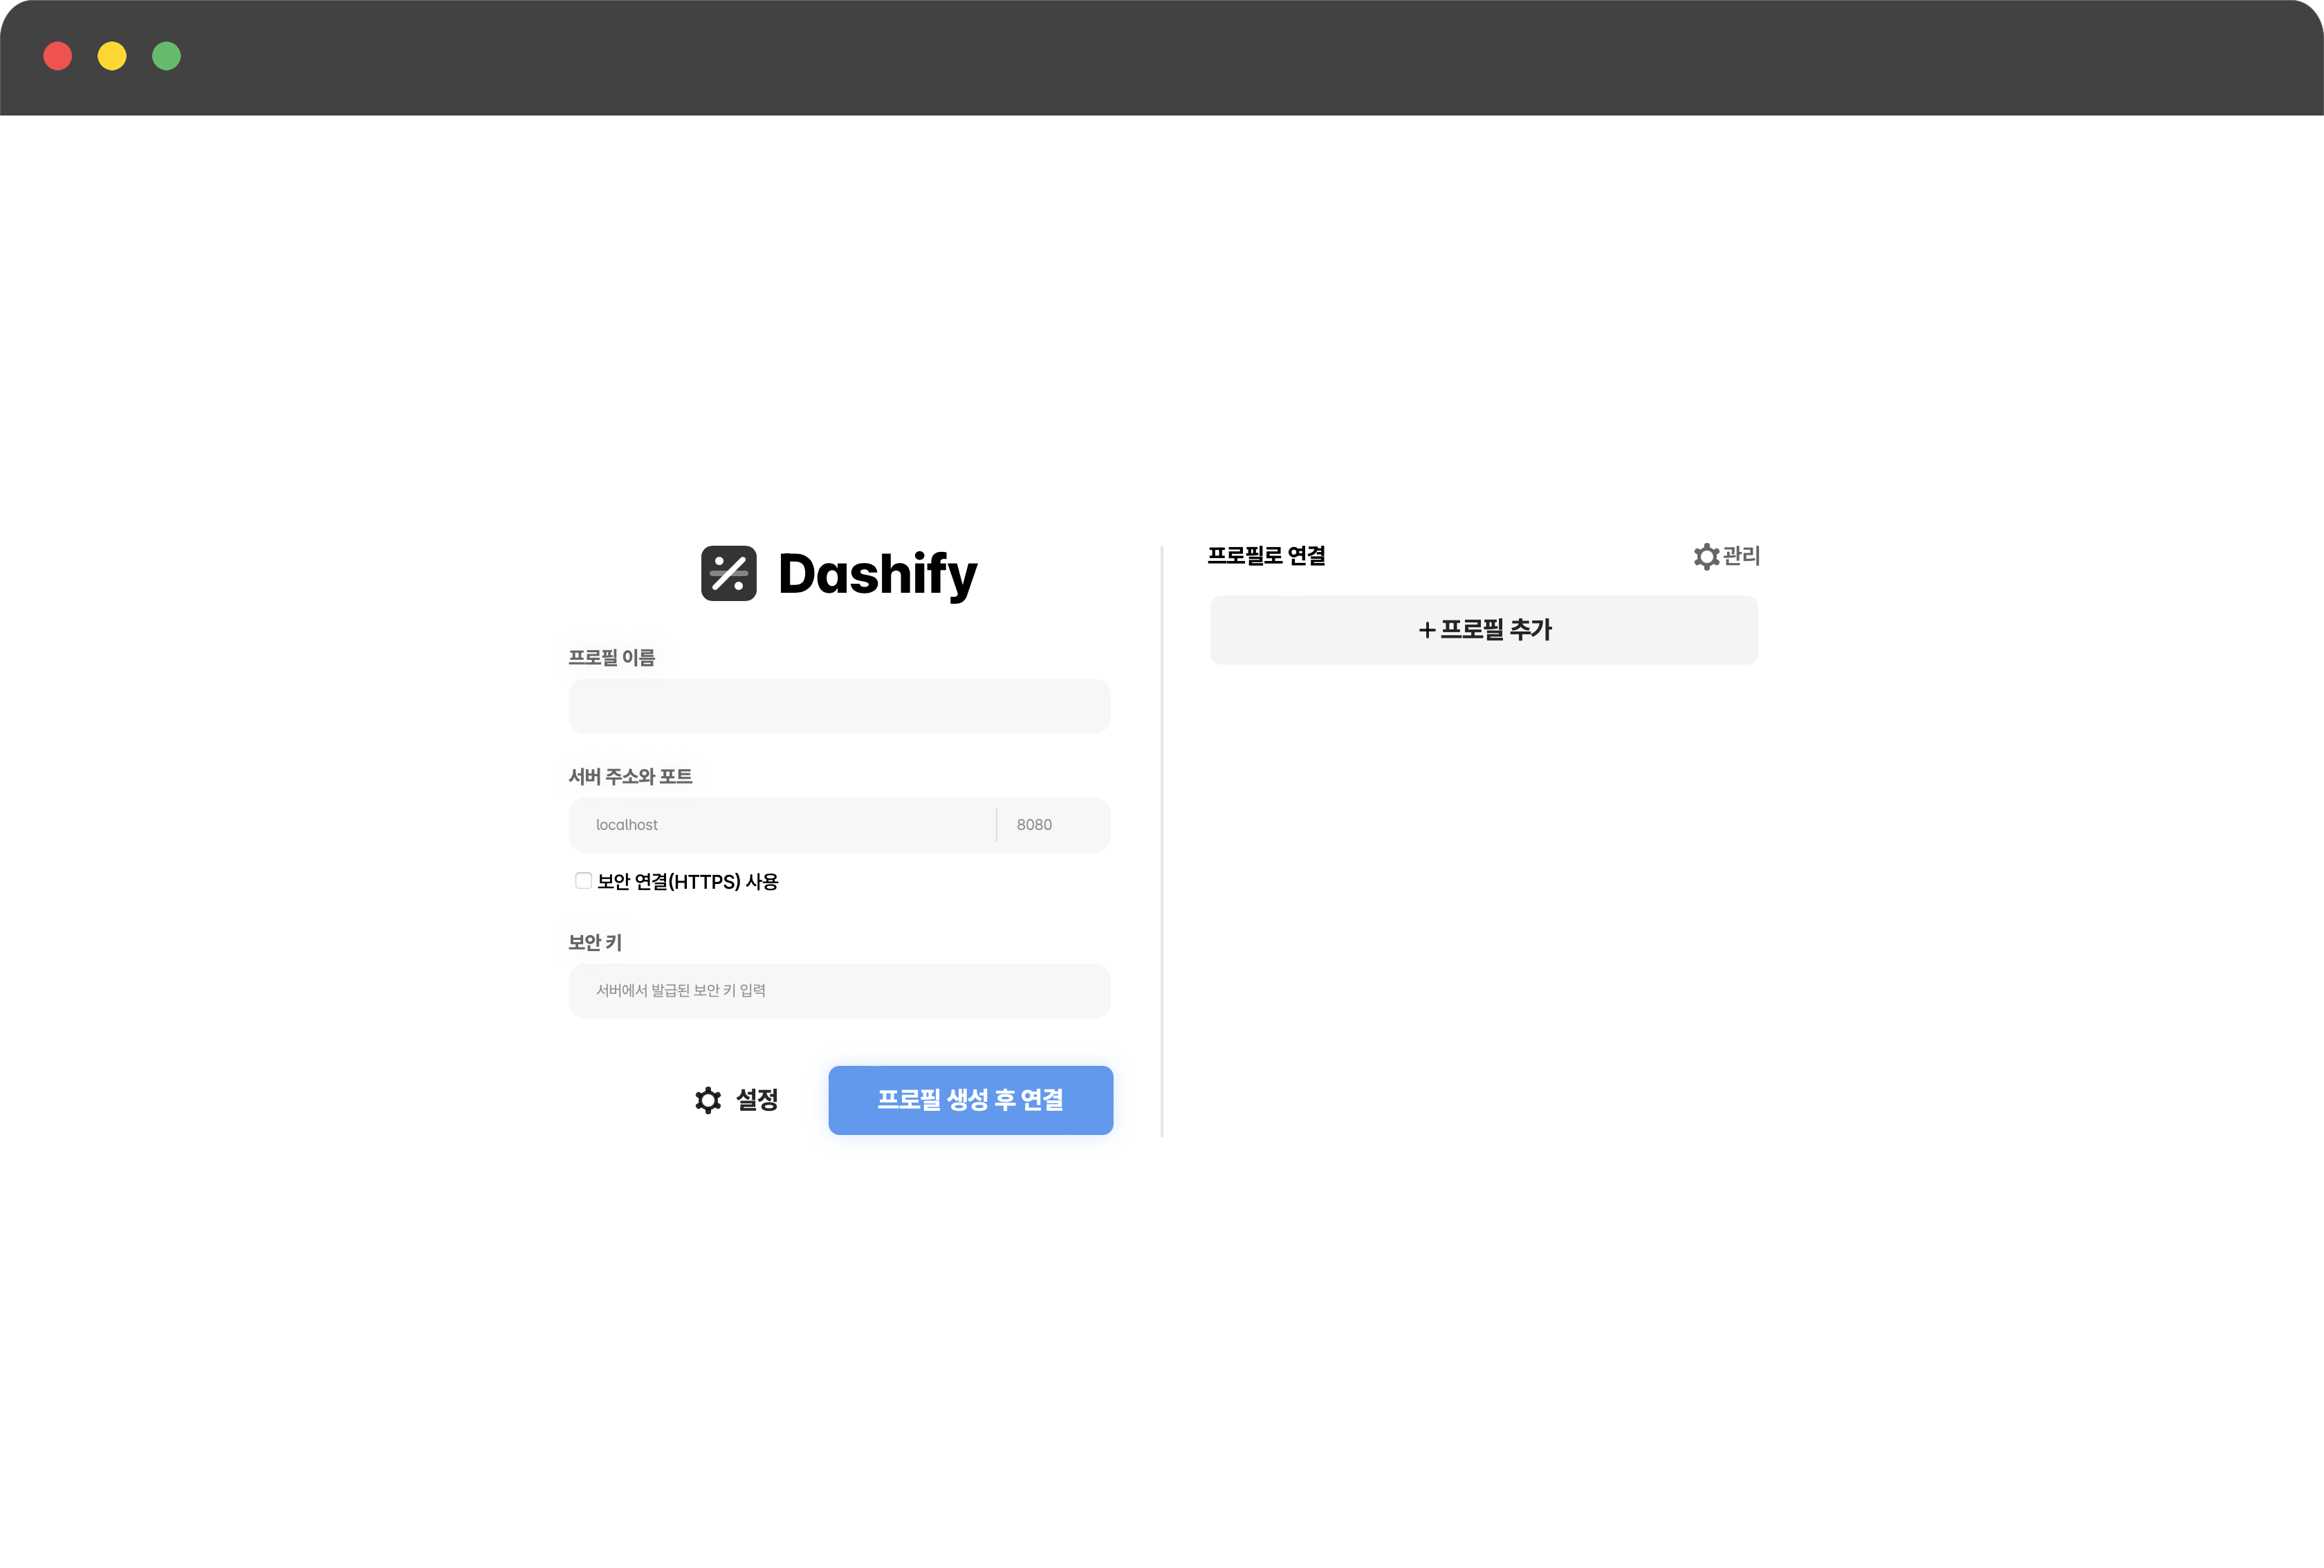 Dashify
프로필 이름
서버 주소와 포트
localhost
8080
보안 연결(HTTPS) 사용
보안 키
서버에서 발급된 보안 키 입력
설정
프로필 생성 후 연결
프로필로 연결
관리
+ 프로필 추가